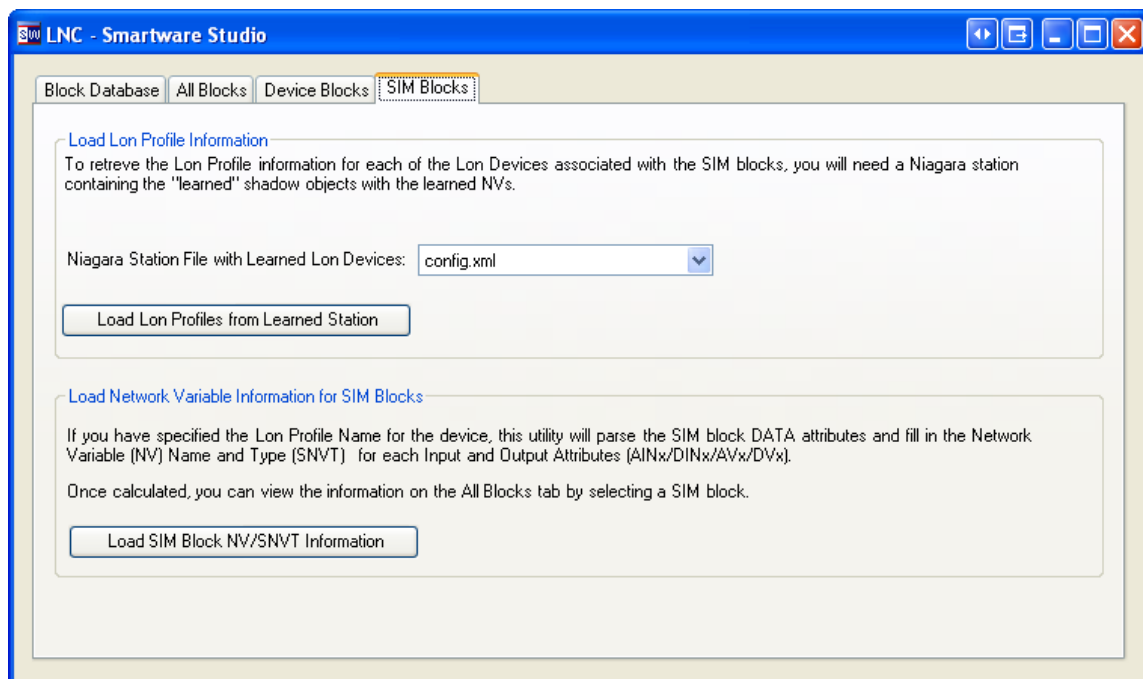 SW LNC - Smartware Studio
Block Database All Blocks Device Blocks SIM Blocks
Load Lon Profile Information
To retreve the Lon Profile information for each of the Lon Devices associated with the SIM blocks, you will need a Niagara station
containing the "learned" shadow objects with the learned NVs.
Niagara Station File with Learned Lon Devices: config.xml
Load Lon Profiles from Learned Station
Load Network Variable Information for SIM Blocks
If you have specified the Lon Profile Name for the device, this utility will parse the SIM block DATA attributes and fill in the Network
Variable (NV) Name and Type (SNVT) for each Input and Output Attributes (AINx/DINx/AVx/DVx).
Once calculated, you can view the information on the All Blocks tab by selecting a SIM block.
Load SIM Block NV/SNVT Information